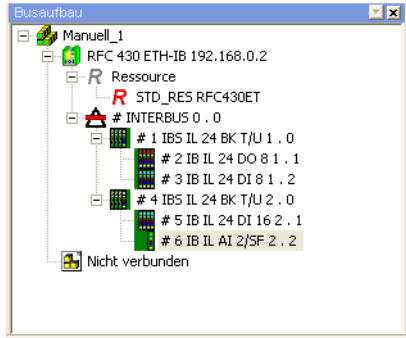 Busaufbau
Manuell_1
RFC 430 ETH-IB 192.168.0.2
R Ressource
R STD_RES RFC430ET
# INTERBUS 0 . 0
# 1 IBS IL 24 BK T/U 1 . 0
# 2 IB IL 24 DO 8 1 . 1
# 3 IB IL 24 DI 8 1 . 2
# 4 IBS IL 24 BK T/U 2 . 0
# 5 IB IL 24 DI 16 2 . 1
# 6 IB IL AI 2/SF 2 . 2
Nicht verbunden